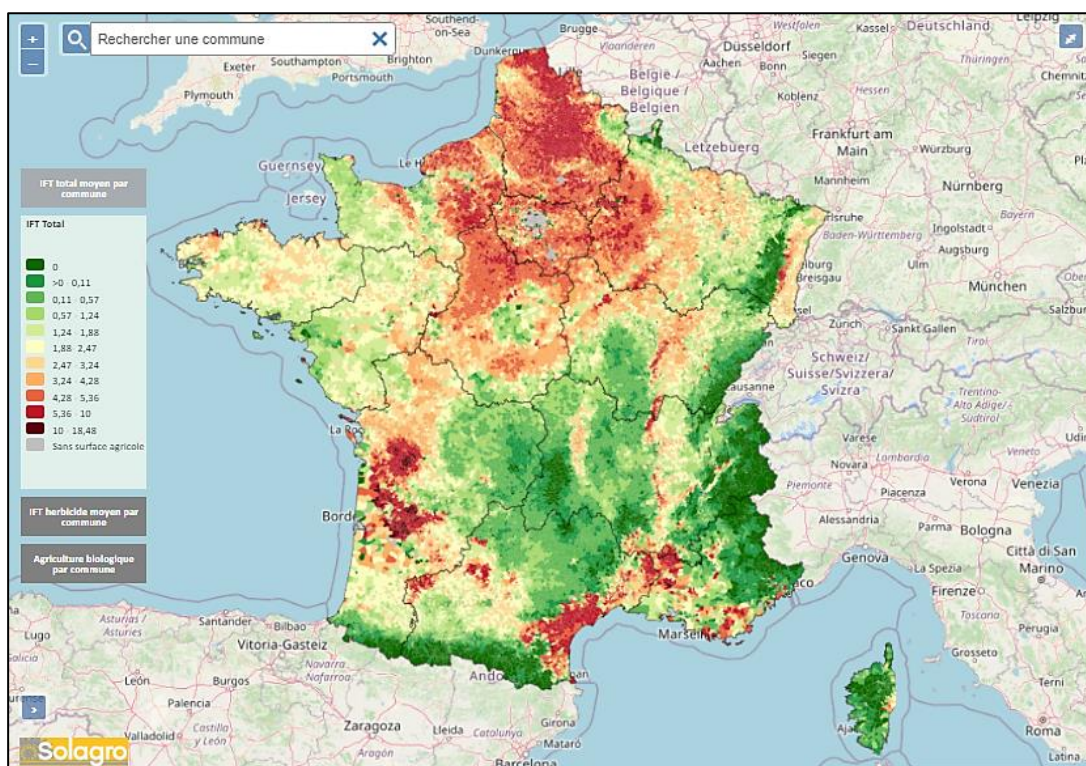 Rechercher une commune
IFT total moyen par
commune
IFT Total
0
>0 - 0,11
0,11 - 0,57
0,57 - 1,24
1,24 - 1,88
1,88 - 2,47
2,47 - 3,24
3,24 - 4,28
4,28 - 5,36
5,36 - 10
10 - 18,48
Sans surface agricole
IFT herbicide moyen par
commune
Agriculture biologique
par commune
Solagro
Southend-
on-Sea
Exeter
Southampton
Brighton
Portsmouth
Plymouth
Guernsey
Jersey
Dunkerque
Lille
Brugge
Vlaanderen
België /
Belgique /
Belgien
Westfalen
Düsseldorf
Aachen
Bonn
Siegen
Kassel
Deutschland
Leipzig
Thüringen
Chemnitz
Koblenz
Hessen
Frankfurt am
Main
Würzburg
Lëtzebuerg
Mannheim
Nürnberg
Bayern
Karlsruhe
Baden-Württemberg
Ingolstadt
Augsburg
Ulm
München
Salzburg
Zürich
Sankt Gallen
Schweiz/
Suisse/Svizzera/
Svizra
Lausanne
Tirol
Trentino-
Alto Adige/
Südtirol
Varese
Lombardia
Novara
Piemonte
Piacenza
Verona
Venezia
Alessandria
Parma
Genova
Bologna
La Spezia
Città di San
Marino
Firenze
Toscana
Perugia
Grosseto
Terni
Roma
Latina
Marseille
Asturias /
Asturies
Santander
Bilbao
Lugo
Vitoria-Gasteiz
León
Burgos
Navarra
Nafarroa
Palencia
Castilla
y León
Valladolid
Zaragoza
Aragón
Lleida
Catalunya
Girona
Mataró
Barcelona